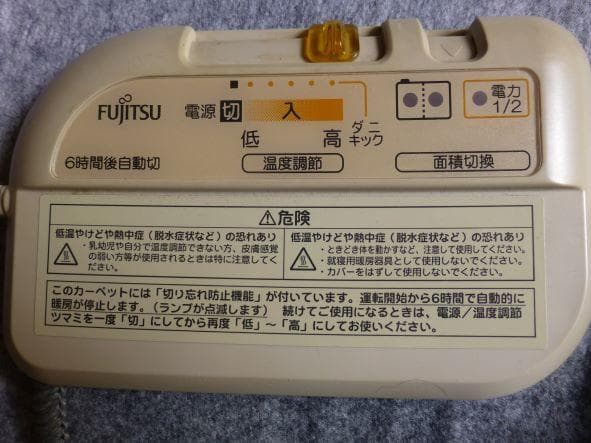 FUJITSU
電源 切 入
電力
1/2
低 高 ダニ
キック
6時間後自動切
温度調節
面積切換
⚠危険
低温やけどや熱中症（脱水症状など）の恐れあり
・乳幼児や自分で温度調節できない方、皮膚感覚
の弱い方等が使用されるときは特に注意してく
ださい。
低温やけどや熱中症（脱水症状など）の恐れあり
・ときどき体を動かすなど、注意して使用してください。
・就寝用暖房器具として使用しないでください。
・カバーをはずして使用しないでください。
このカーペットには「切り忘れ防止機能」が付いています。運転開始から6時間で自動的に
暖房が停止します。（ランプが点滅します） 続けてご使用になるときは、電源／温度調節
ツマミを一度「切」にしてから再度「低」～「高」にしてお使いください。